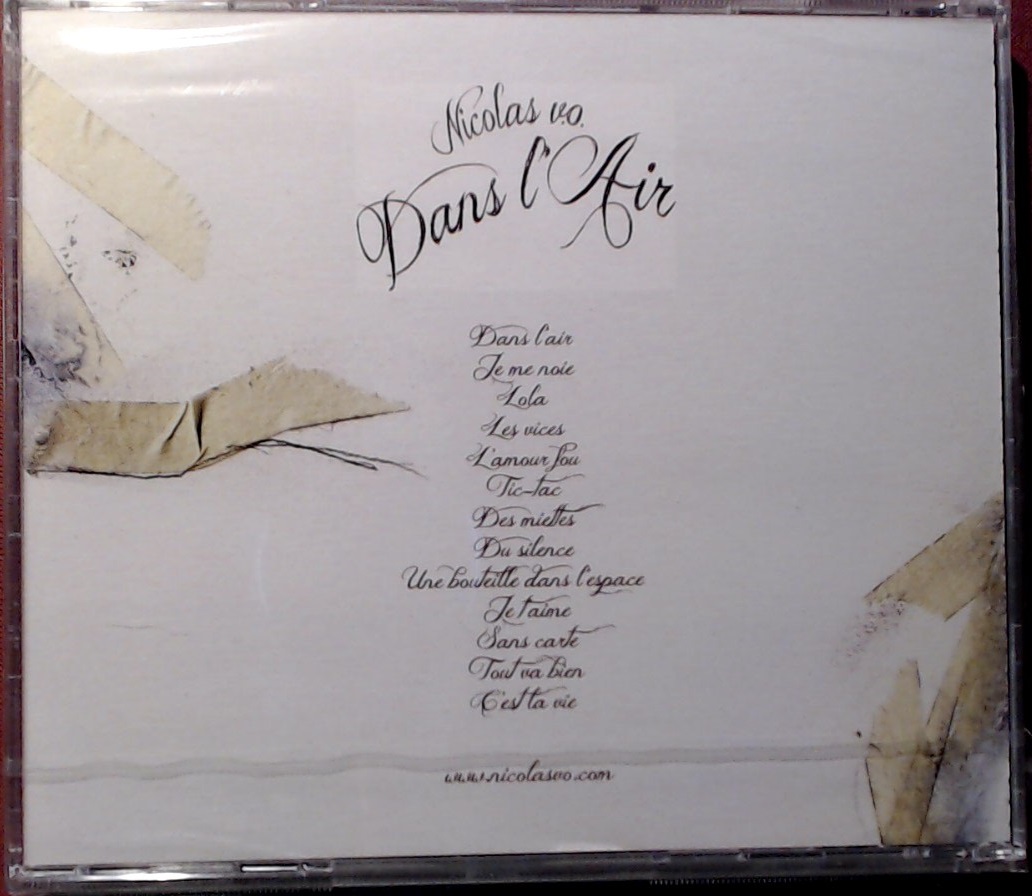 Nicolas v.o.
Dans l'Air
Dans l'air
Je me noie
Lola
Les vices
L'amour fou
Tic-tac
Des miettes
Du silence
Une bouteille dans l'espace
Je t'aime
Sans carte
Tout va bien
C'est ta vie
www.nicolasvo.com